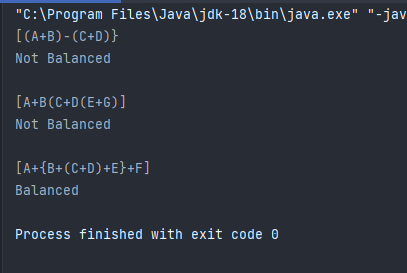 "C:\Program Files\Java\jdk-18\bin\java.exe" "-jav
[(A+B)-(C+D)}
Not Balanced
[A+B(C+D(E+G)]
Not Balanced
[A+{B+(C+D)+E}+F]
Balanced
Process finished with exit code 0